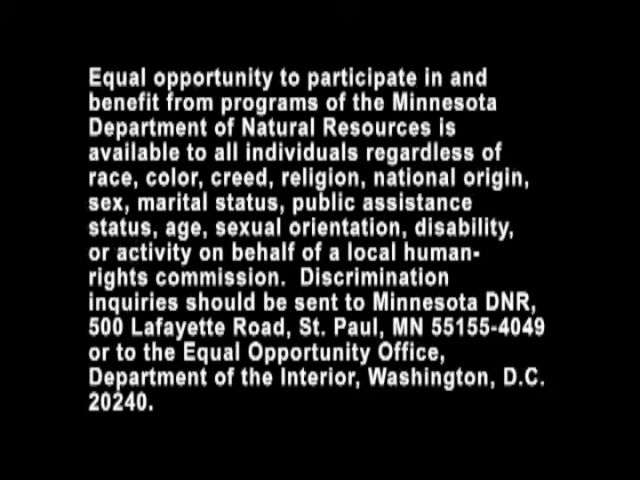 Equal opportunity to participate in and
benefit from programs of the Minnesota
Department of Natural Resources is
available to all individuals regardless of
race, color, creed, religion, national origin,
sex, marital status, public assistance
status, age, sexual orientation, disability,
or activity on behalf of a local human-
rights commission.  Discrimination
inquiries should be sent to Minnesota DNR,
500 Lafayette Road, St. Paul, MN 55155-4049
or to the Equal Opportunity Office,
Department of the Interior, Washington, D.C.
20240.